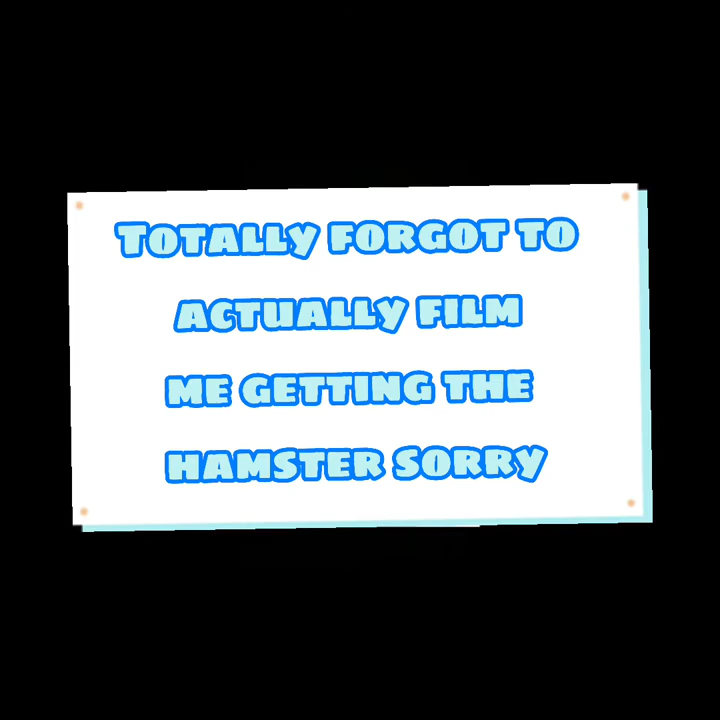 Totally forgot to
actually film
me getting the
hamster sorry